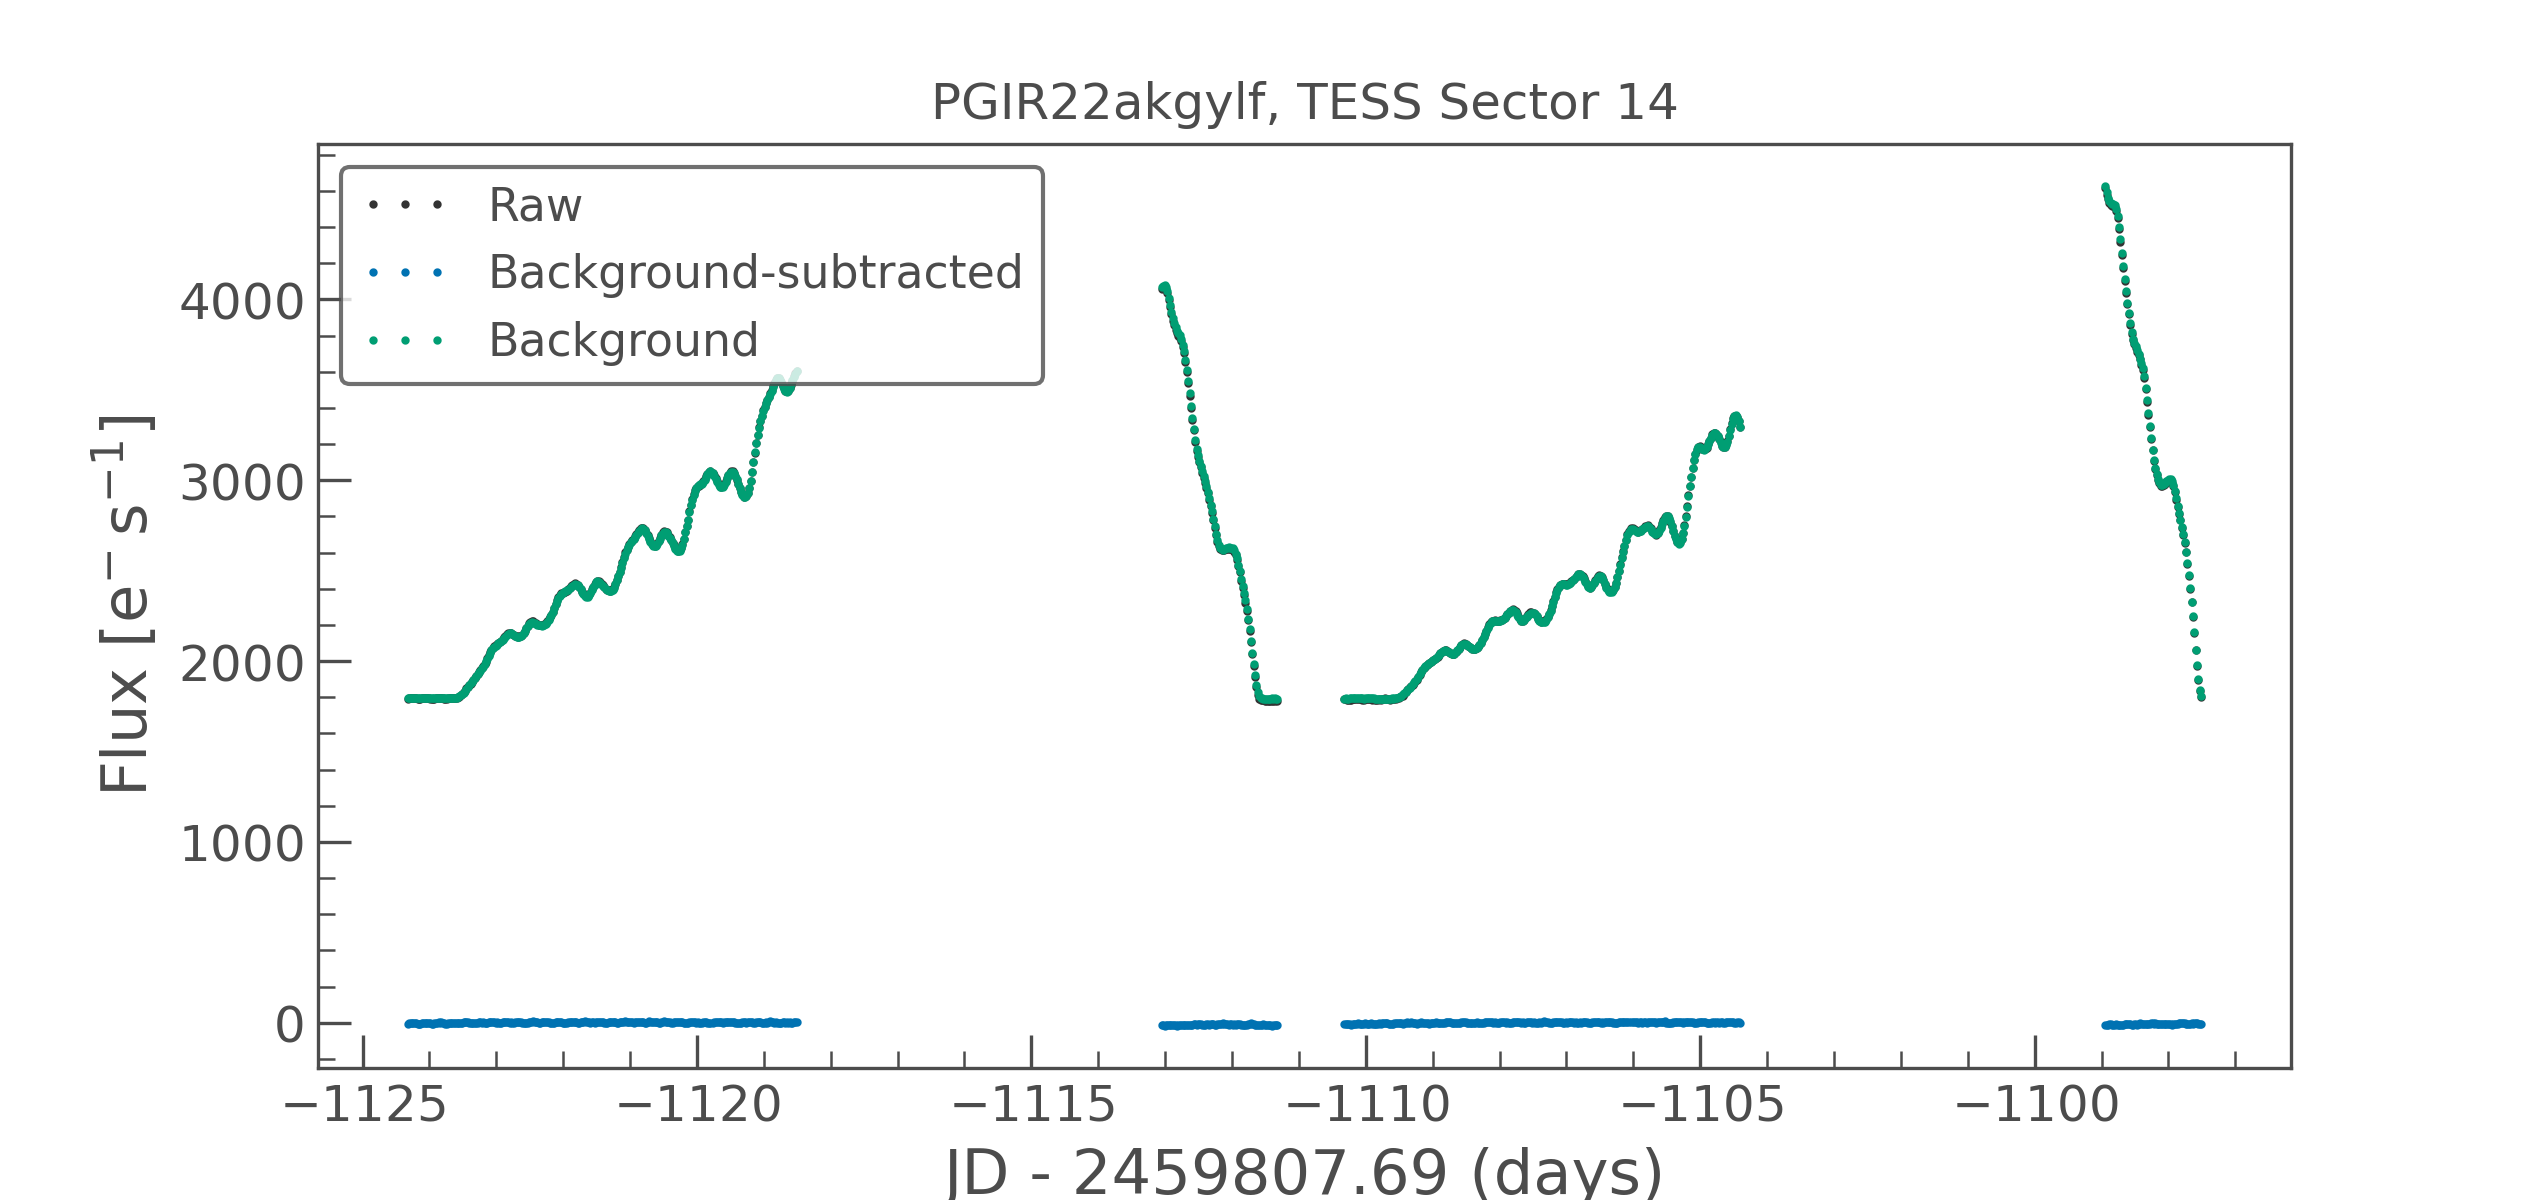 PGIR22akgylf, TESS Sector 14
Raw
Background-subtracted
Background
Flux [e⁻ s⁻¹]
4000
3000
2000
1000
0
−1125 −1120 −1115 −1110 −1105 −1100
JD - 2459807.69 (days)